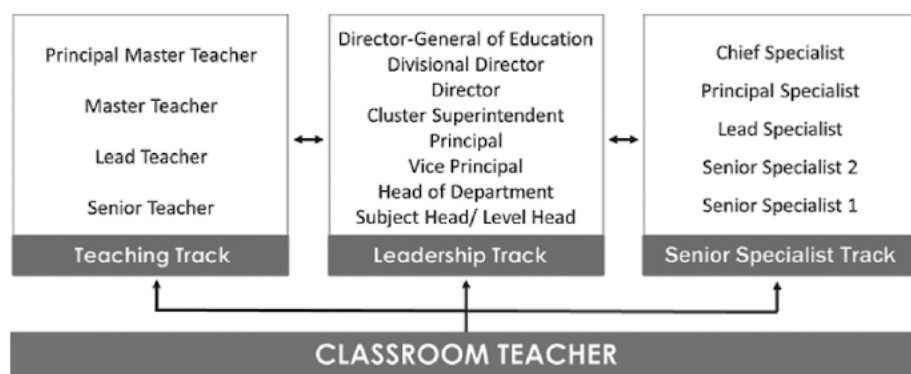 Principal Master Teacher
Master Teacher
Lead Teacher
Senior Teacher
Teaching Track
Director-General of Education
Divisional Director
Director
Cluster Superintendent
Principal
Vice Principal
Head of Department
Subject Head/ Level Head
Leadership Track
Chief Specialist
Principal Specialist
Lead Specialist
Senior Specialist 2
Senior Specialist 1
Senior Specialist Track
CLASSROOM TEACHER